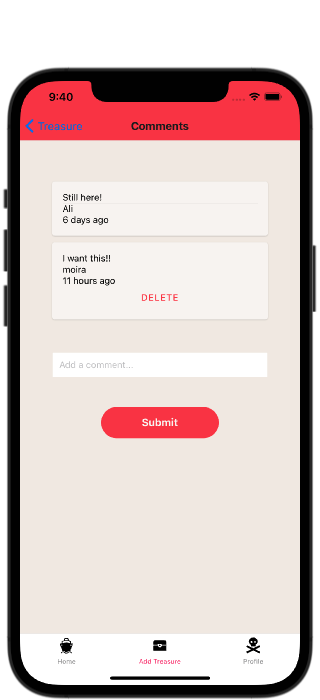 9:40
Treasure
Comments
Still here!
Ali
6 days ago
I want this!!
moira
11 hours ago
DELETE
Add a comment...
Submit
Home
Add Treasure
Profile